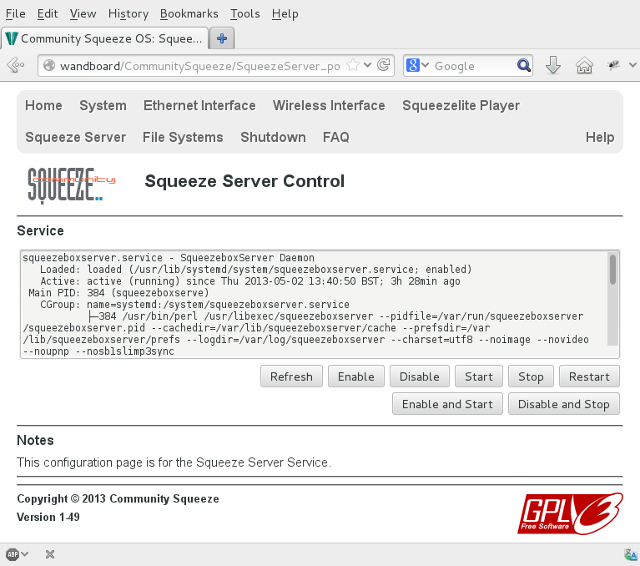 File Edit View History Bookmarks Tools Help
Community Squeeze OS: Squee...
wandboard/CommunitySqueeze/SqueezeServer_po
Google
Home System Ethernet Interface Wireless Interface Squeezelite Player
Squeeze Server File Systems Shutdown FAQ Help
SQUEEZE..
community
Squeeze Server Control
Service
squeezeboxserver.service - SqueezeboxServer Daemon
Loaded: loaded (/usr/lib/systemd/system/squeezeboxserver.service; enabled)
Active: active (running) since Thu 2013-05-02 13:40:50 BST; 3h 28min ago
Main PID: 384 (squeezeboxserve)
CGroup: name=systemd:/system/squeezeboxserver.service
├─384 /usr/bin/perl /usr/libexec/squeezeboxserver --pidfile=/var/run/squeezeboxserver
/squeezeboxserver.pid --cachedir=/var/lib/squeezeboxserver/cache --prefsdir=/var
/lib/squeezeboxserver/prefs --logdir=/var/log/squeezeboxserver --charset=utf8 --noimage --novideo
--noupnp --nosb1slimp3sync
Refresh Enable Disable Start Stop Restart
Enable and Start Disable and Stop
Notes
This configuration page is for the Squeeze Server Service.
Copyright © 2013 Community Squeeze
Version 1-49
GPL v3
Free Software
ABP